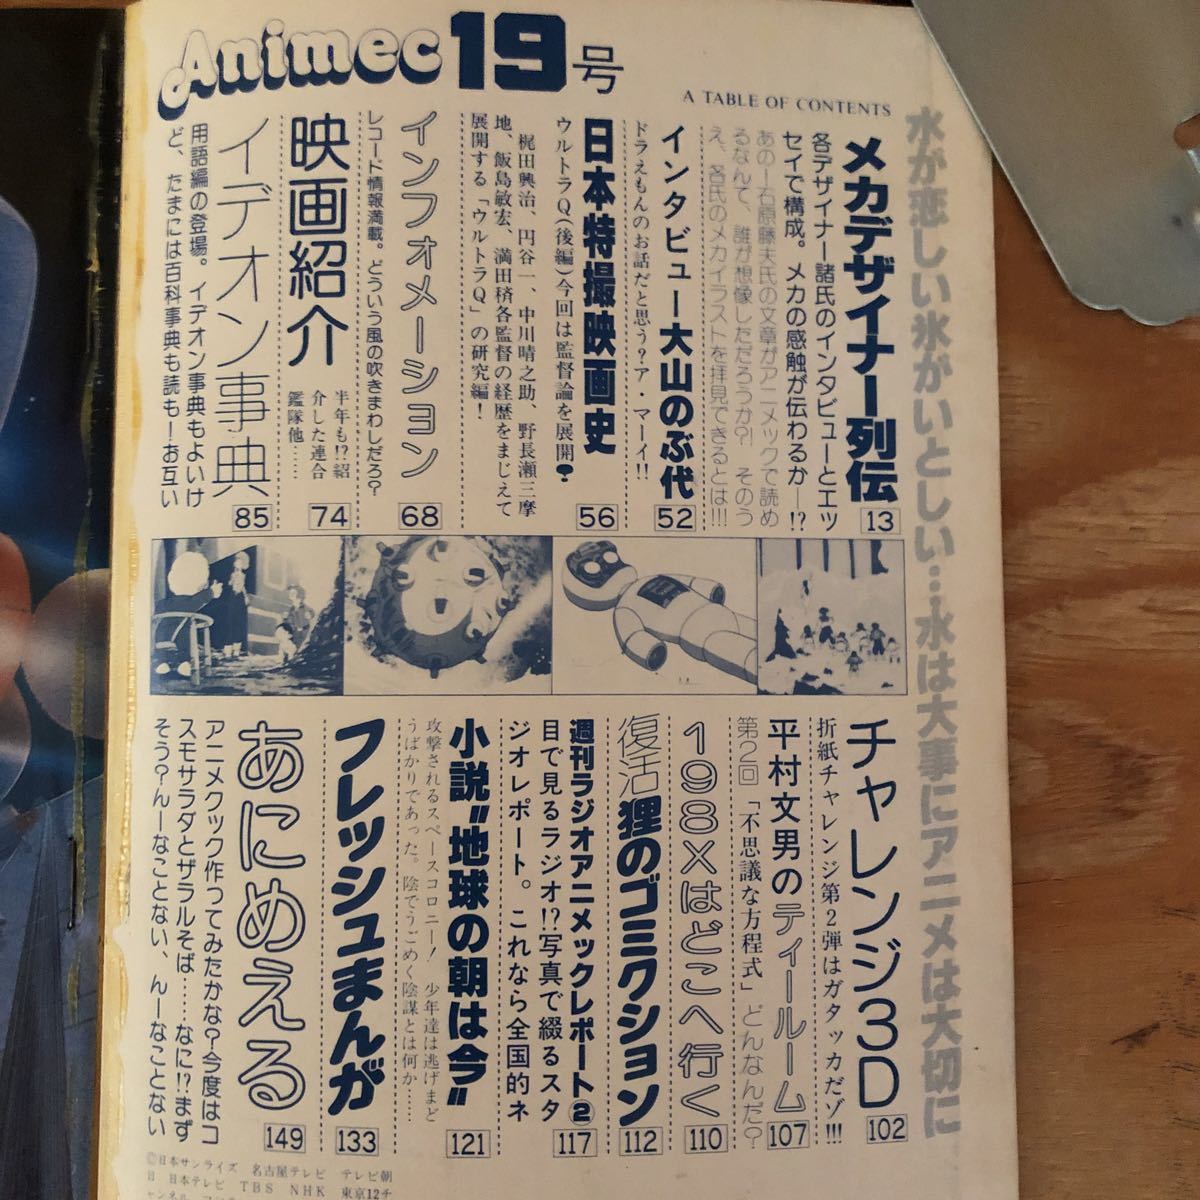 Animec 19号
A TABLE OF CONTENTS
水が恋しい氷がいとしい…水は大事にアニメは大切に
メカデザイナー列伝 13
各デザイナー諸氏のインタビューとエッ
セイで構成。メカの感触が伝わるか―!?
あの―石原藤夫氏の文章がアニメックで読め
るなんて、誰が想像しただろうか?!そのう
え、各氏のメカイラストを拝見できるとは!!!
インタビュー大山のぶ代 52
ドラえもんのお話だと思う?ア・マーイ!!
日本特撮映画史 56
ウルトラQ(後編)今回は監督論を展開!
梶田興治、円谷一、中川晴之助、野長瀬三摩
地、飯島敏宏、満田𥡴各監督の経歴をまじえて
展開する「ウルトラQ」の研究編!
インフォメーション 68
レコード情報満載。どういう風の吹きまわしだろ?
映画紹介 74
半年も!?紹
介した連合
鑑隊他……
イデオン事典 85
用語編の登場。イデオン事典もよいけ
ど、たまには百科事典も読も!お互い
チャレンジ3D 102
折紙チャレンジ第2弾はガタッカだゾ!!!
平村文男のティールーム 107
第2回「不思議な方程式」どんなんだ?
198Xはどこへ行く 110
復活狸のゴミクション 112
週刊ラジオアニメックレポート② 117
目で見るラジオ!?写真で綴るスタ
ジオレポート。これなら全国的ネ
小説“地球の朝は今” 121
攻撃されるスペースコロニー!少年達は逃げまど
うばかりであった。陰でうごめく陰謀とは何か……
フレッシュまんが 133
あにめえる 149
アニメクック作ってみたかな?今度はコ
スモサラダとザラルそば……なに!?まず
そう?んーなことない、んーなことない
©日本サンライズ 名古屋テレビ テレビ朝
日 日本テレビ TBS NHK 東京12チ